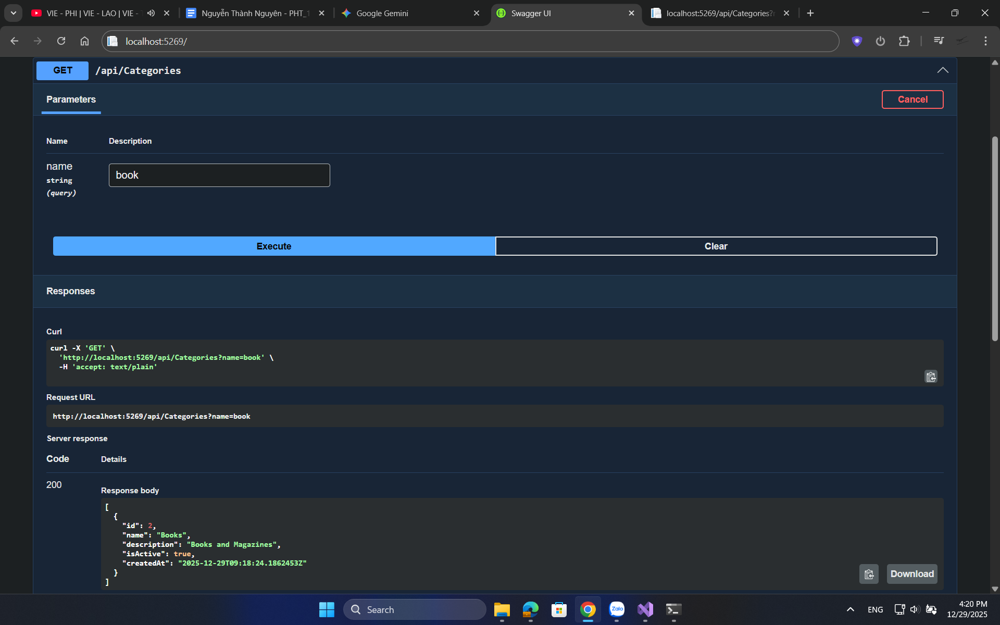 VIE - PHI | VIE - LAO | VIE -
Nguyễn Thành Nguyên - PHT_1
Google Gemini
Swagger UI
localhost:5269/api/Categories?n
localhost:5269/
GET /api/Categories
Parameters
Cancel
Name Description
name
string
(query)
book
Execute
Clear
Responses
Curl
curl -X 'GET' \
'http://localhost:5269/api/Categories?name=book' \
-H 'accept: text/plain'
Request URL
http://localhost:5269/api/Categories?name=book
Server response
Code Details
200
Response body
[
{
"id": 2,
"name": "Books",
"description": "Books and Magazines",
"isActive": true,
"createdAt": "2025-12-29T09:18:24.1862453Z"
}
]
Download
Search
Zalo
ENG
4:20 PM
12/29/2025